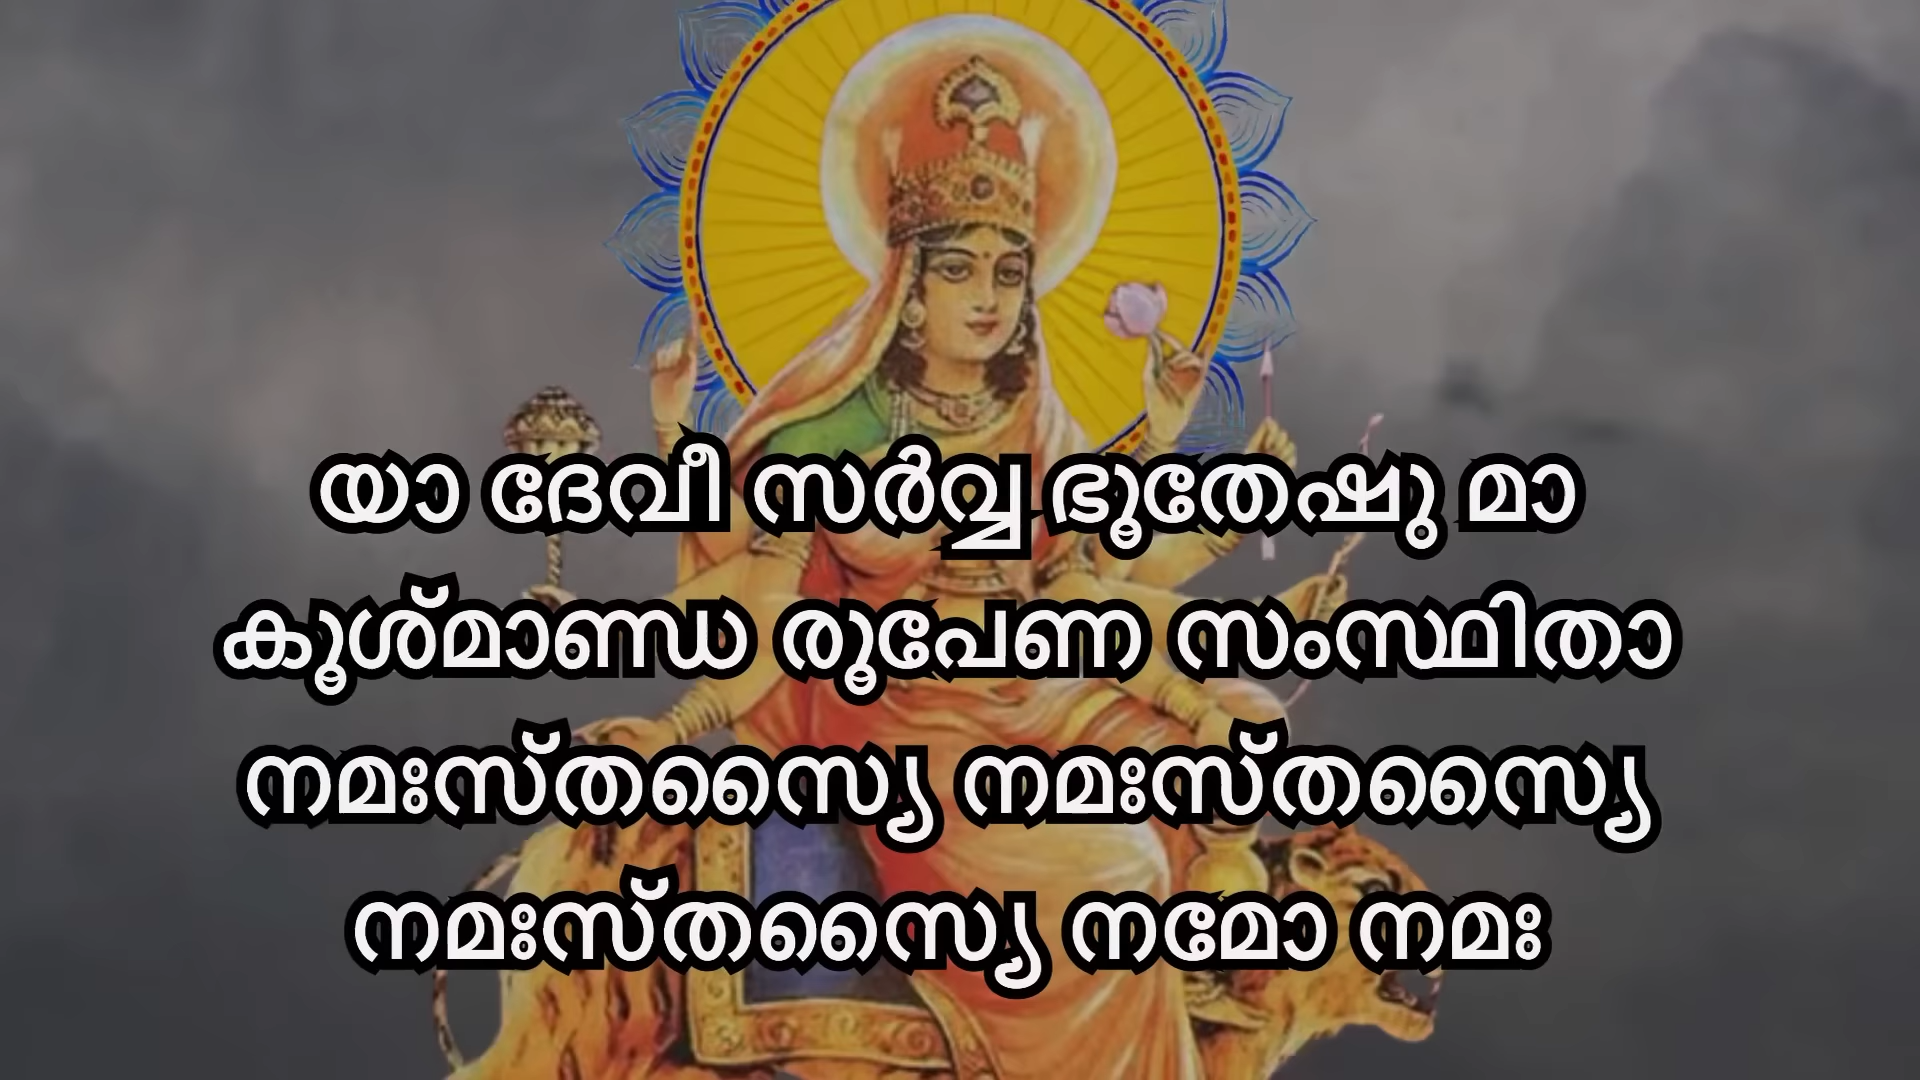 യാ ദേവീ സർവ്വ ഭൂതേഷു മാ
കൂശ്മാണ്ഡ രൂപേണ സംസ്ഥിതാ
നമഃസ്തസ്യൈ നമഃസ്തസ്യൈ
നമഃസ്തസ്യൈ നമോ നമഃ